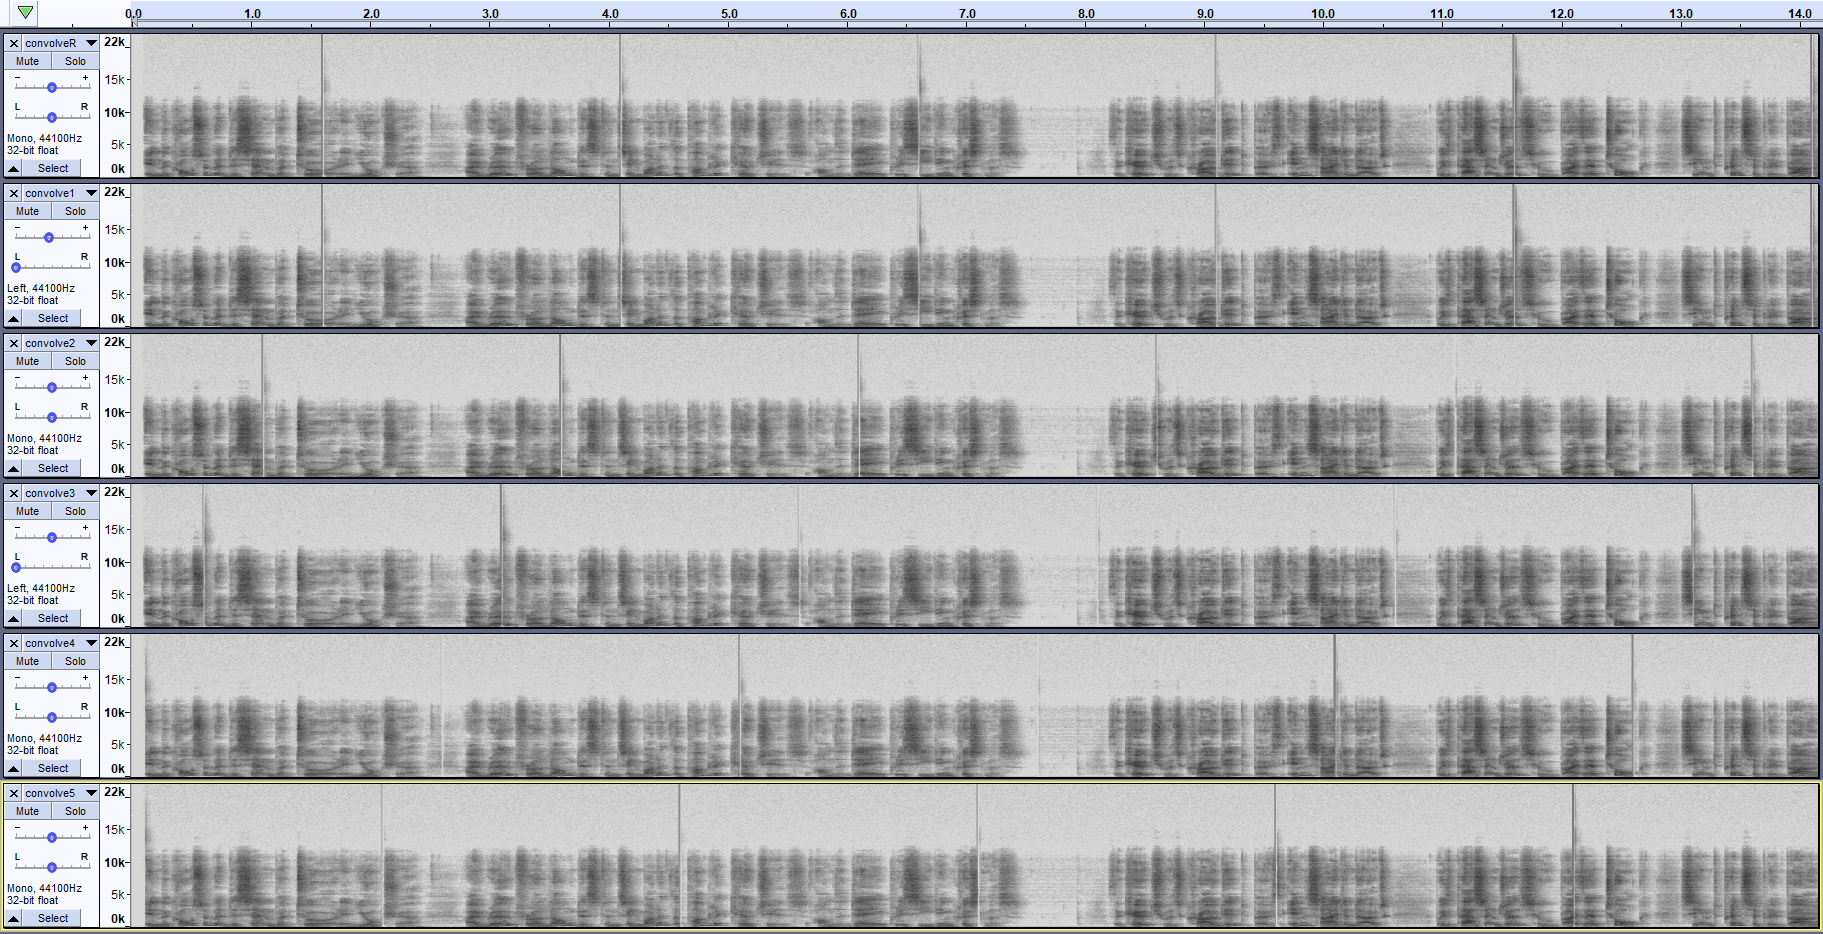 0.0 1.0 2.0 3.0 4.0 5.0 6.0 7.0 8.0 9.0 10.0 11.0 12.0 13.0 14.0
convolveR 22k
Mute Solo
- + 15k
L R 10k
Mono, 44100Hz 5k
32-bit float
Select 0k
convolve1 22k
Mute Solo
- + 15k
L R 10k
Left, 44100Hz 5k
32-bit float
Select 0k
convolve2 22k
Mute Solo
- + 15k
L R 10k
Mono, 44100Hz 5k
32-bit float
Select 0k
convolve3 22k
Mute Solo
- + 15k
L R 10k
Left, 44100Hz 5k
32-bit float
Select 0k
convolve4 22k
Mute Solo
- + 15k
L R 10k
Mono, 44100Hz 5k
32-bit float
Select 0k
convolve5 22k
Mute Solo
- + 15k
L R 10k
Mono, 44100Hz 5k
32-bit float
Select 0k